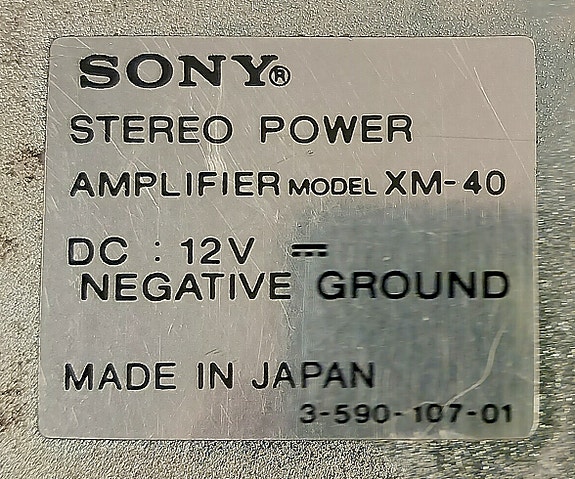 SONY®
STEREO POWER
AMPLIFIER MODEL XM-40
DC : 12V ⎓
NEGATIVE GROUND
MADE IN JAPAN
3-590-107-01